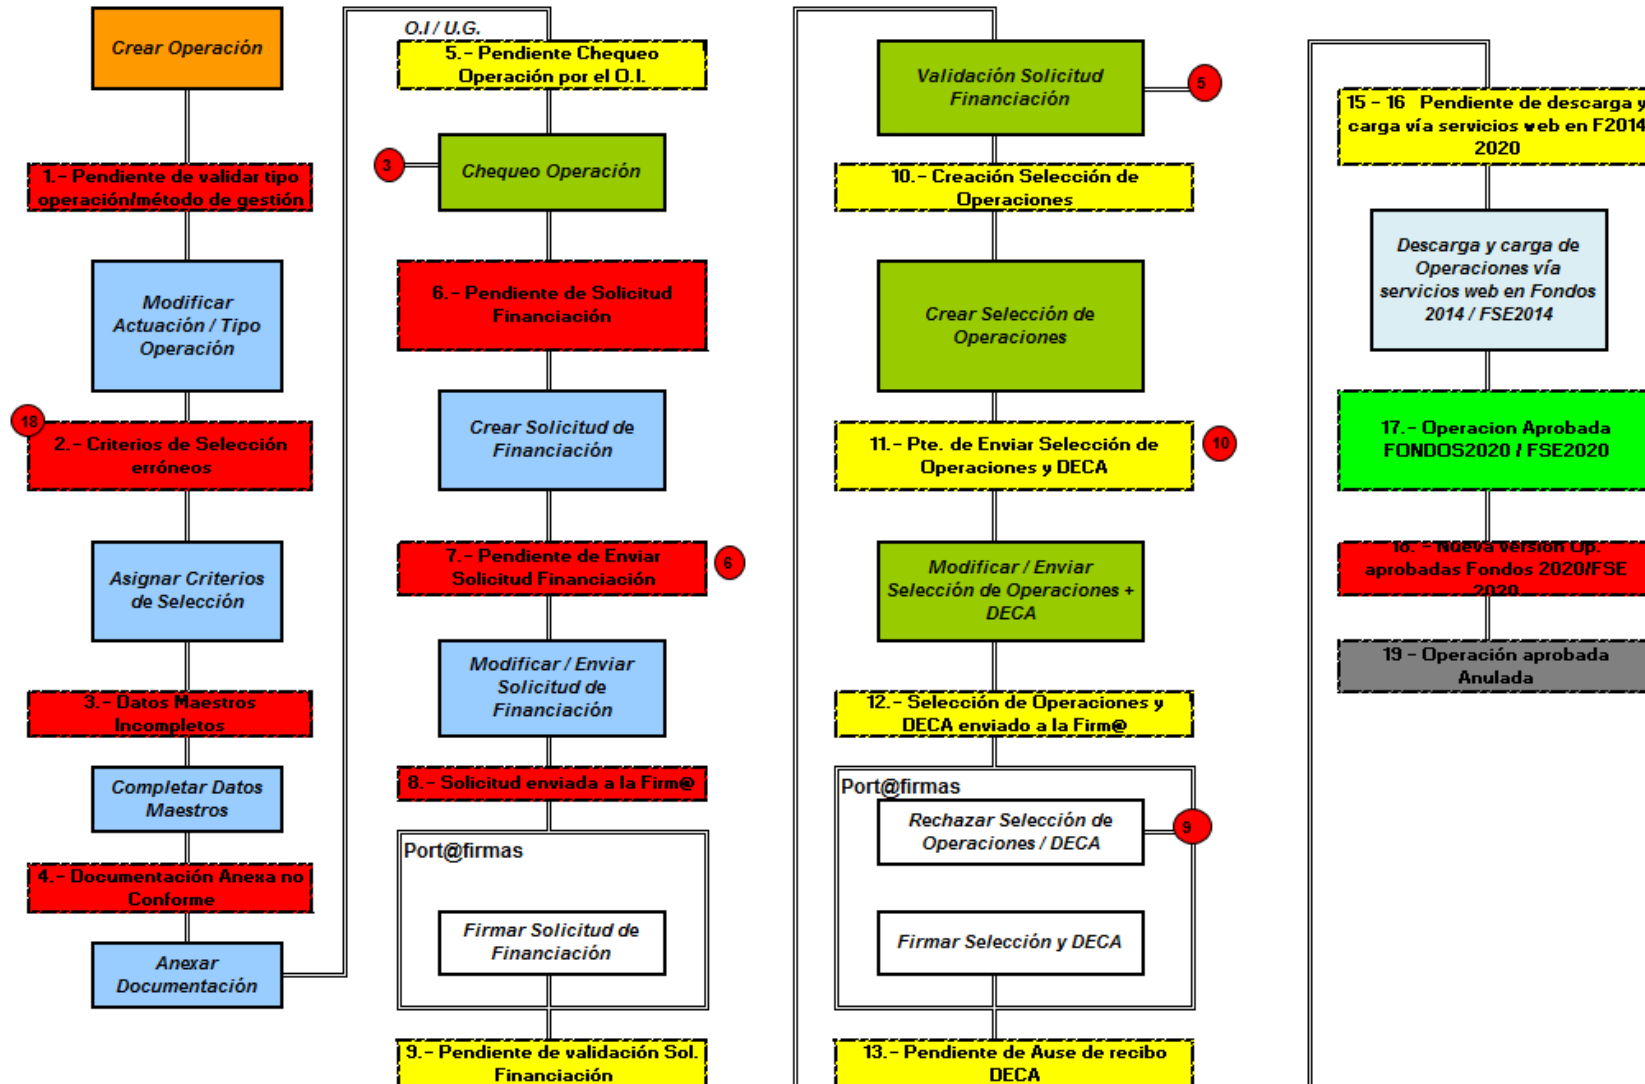 Crear Operación
1.- Pendiente de validar tipo
operación/método de gestión
Modificar
Actuación / Tipo
Operación
18
2.- Criterios de Selección
erróneos
Asignar Criterios
de Selección
3.- Datos Maestros
Incompletos
Completar Datos
Maestros
4.- Documentación Anexa no
Conforme
Anexar
Documentación
O.I / U.G.
5.- Pendiente Chequeo
Operación por el O.I.
3
Chequeo Operación
6.- Pendiente de Solicitud
Financiación
Crear Solicitud de
Financiación
7.- Pendiente de Enviar
Solicitud Financiación
6
Modificar / Enviar
Solicitud de
Financiación
8.- Solicitud enviada a la Firm@
Port@firmas
Firmar Solicitud de
Financiación
9.- Pendiente de validación Sol.
Financiación
Validación Solicitud
Financiación
5
10.- Creación Selección de
Operaciones
Crear Selección de
Operaciones
11.- Pte. de Enviar Selección de
Operaciones y DECA
10
Modificar / Enviar
Selección de Operaciones +
DECA
12.- Selección de Operaciones y
DECA enviado a la Firm@
Port@firmas
Rechazar Selección de
Operaciones / DECA
9
Firmar Selección y DECA
13.- Pendiente de Ause de recibo
DECA
15 - 16 Pendiente de descarga y
carga vía servicios web en F2014
2020
Descarga y carga de
Operaciones vía
servicios web en Fondos
2014 / FSE2014
17.- Operacion Aprobada
FONDOS2020 / FSE2020
18. - Nueva version Op.
aprobadas Fondos 2020/FSE
2020
19 - Operación aprobada
Anulada